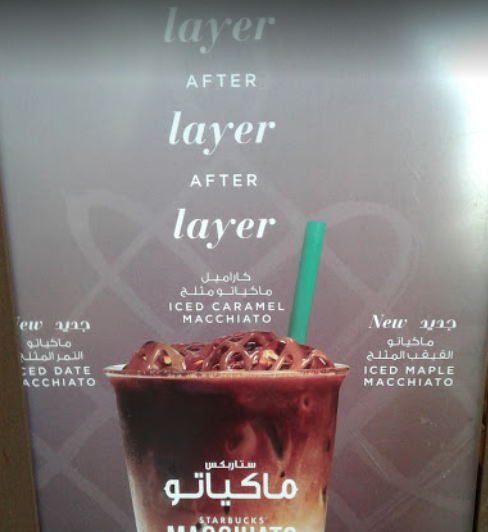 layer
AFTER
layer
AFTER
layer
كاراميل
ماكياتو مثلج
ICED CARAMEL
MACCHIATO
New جديد
ماكياتو
التمر المثلج
ICED DATE
MACCHIATO
New جديد
ماكياتو
القيقب المثلج
ICED MAPLE
MACCHIATO
ستاربكس
ماكياتو
STARBUCKS
MACCHIATO